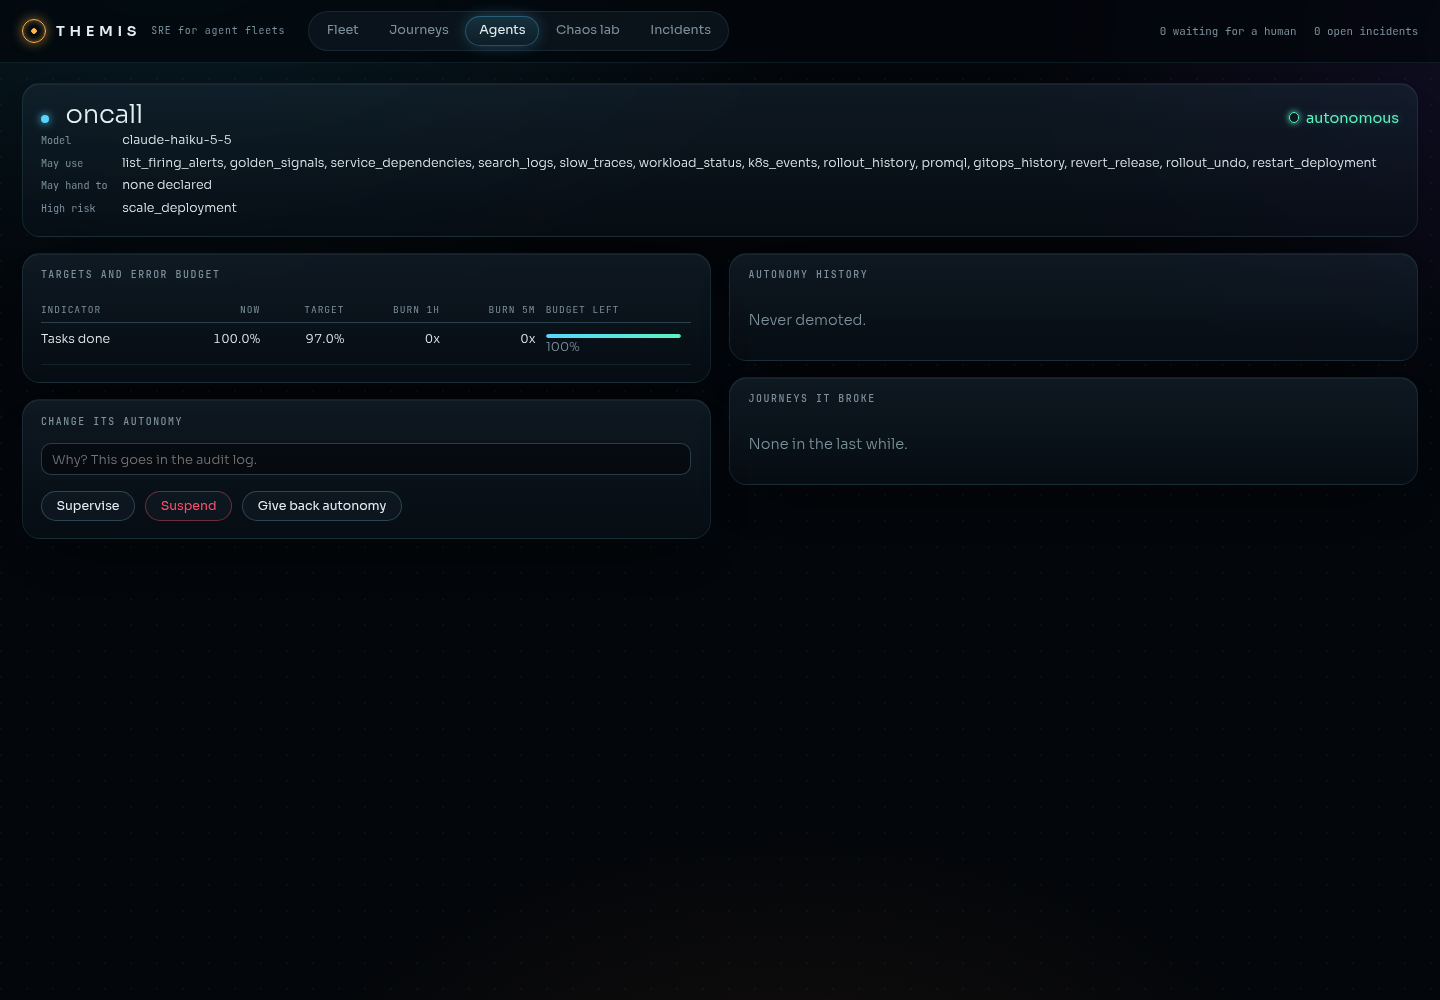 THEMIS SRE for agent fleets Fleet Journeys Agents Chaos lab Incidents 0 waiting for a human 0 open incidents
oncall autonomous
Model claude-haiku-5-5
May use list_firing_alerts, golden_signals, service_dependencies, search_logs, slow_traces, workload_status, k8s_events, rollout_history, promql, gitops_history, revert_release, rollout_undo, restart_deployment
May hand to none declared
High risk scale_deployment
TARGETS AND ERROR BUDGET
INDICATOR NOW TARGET BURN 1H BURN 5M BUDGET LEFT
Tasks done 100.0% 97.0% 0x 0x
100%
CHANGE ITS AUTONOMY
Why? This goes in the audit log.
Supervise Suspend Give back autonomy
AUTONOMY HISTORY
Never demoted.
JOURNEYS IT BROKE
None in the last while.